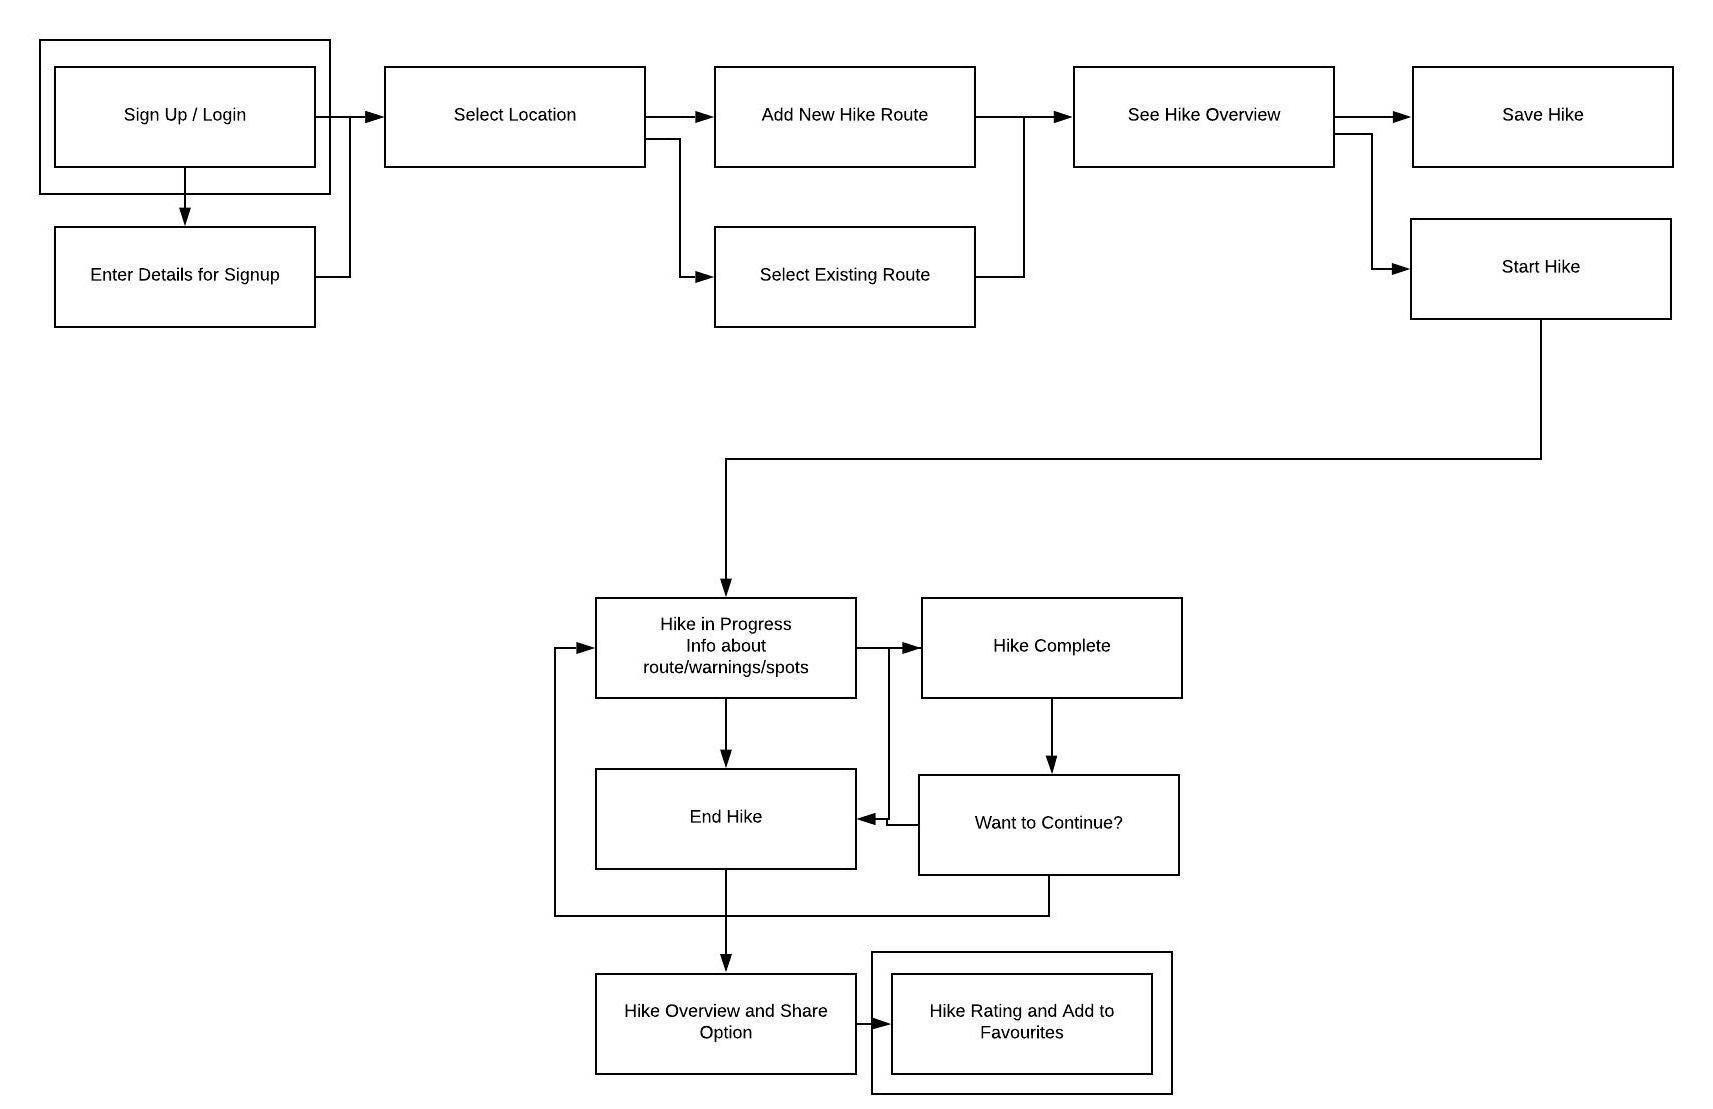 Sign Up / Login
Select Location
Add New Hike Route
See Hike Overview
Save Hike
Enter Details for Signup
Select Existing Route
Start Hike
Hike in Progress
Info about
route/warnings/spots
Hike Complete
End Hike
Want to Continue?
Hike Overview and Share
Option
Hike Rating and Add to
Favourites